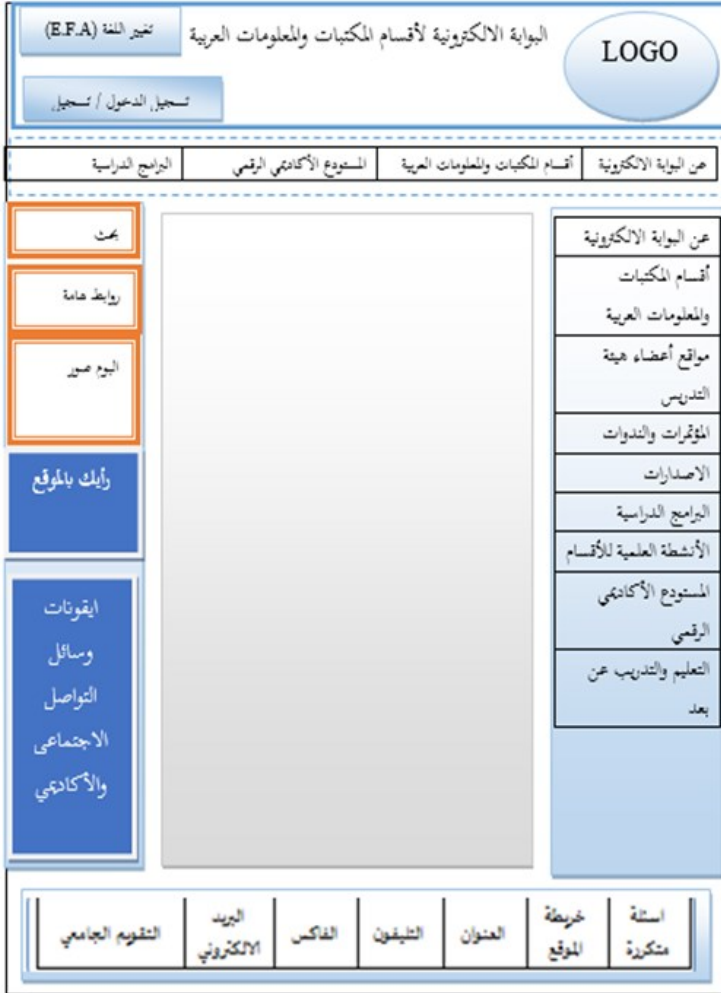 LOGO
البوابة الالكترونية لأقسام المكتبات والمعلومات العربية
تغيير اللغة (E.F.A)
تسجيل الدخول / تسجيل
عن البوابة الالكترونية
أقسام المكتبات والمعلومات العربية
المستودع الأكاديمي الرقمي
البرامج الدراسية
عن البوابة الالكترونية
أقسام المكتبات
والمعلومات العربية
مواقع أعضاء هيئة
التدريس
المؤتمرات والندوات
الاصدارات
البرامج الدراسية
الأنشطة العلمية للأقسام
المستودع الأكاديمي
الرقمي
التعليم والتدريب عن
بعد
بحث
روابط هامة
البوم صور
رأيك بالموقع
ايقونات
وسائل
التواصل
الاجتماعى
والأكاديمي
اسئلة
متكررة
خريطة
الموقع
العنوان
التليفون
الفاكس
البريد
الالكتروني
التقويم الجامعي